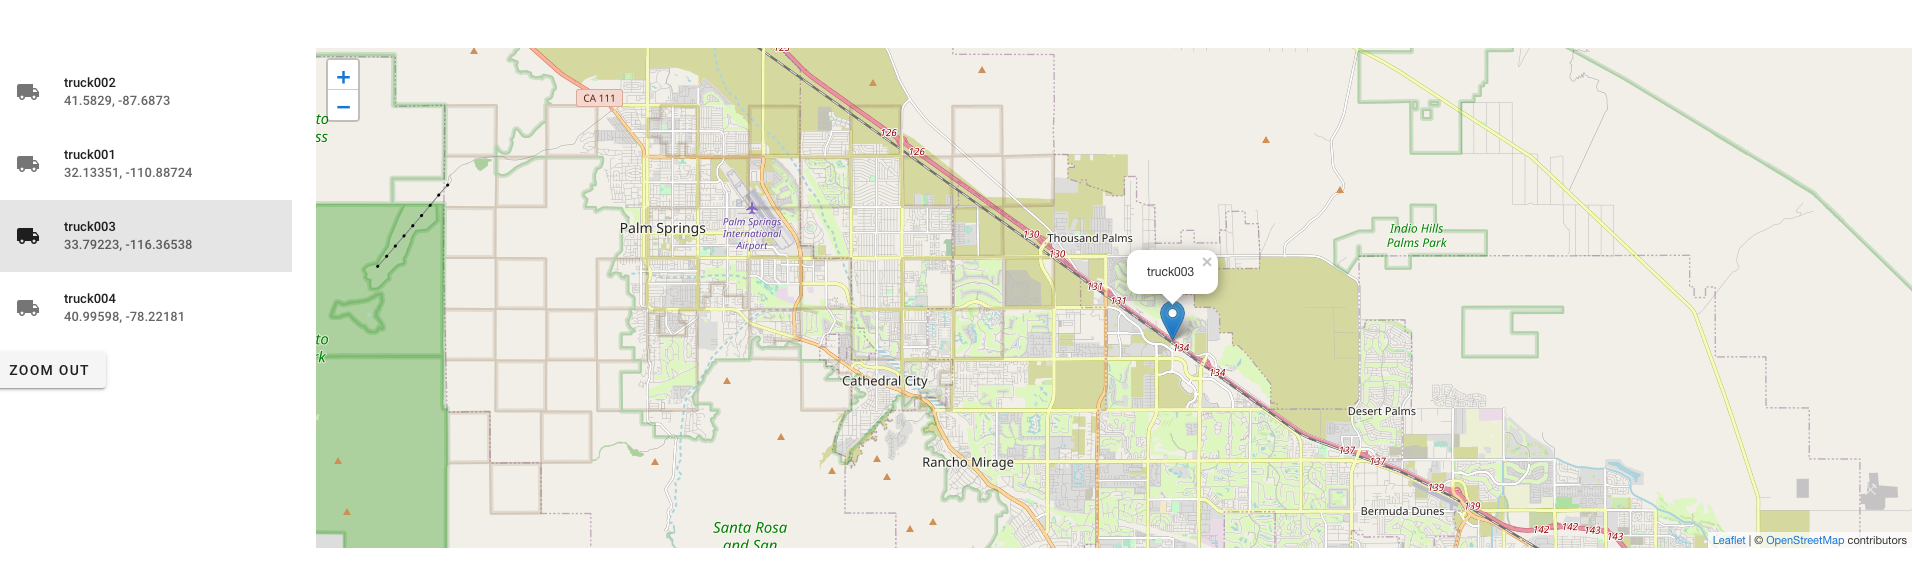 truck002
41.5829, -87.6873
truck001
32.13351, -110.88724
truck003
33.79223, -116.36538
truck004
40.99598, -78.22181
ZOOM OUT
+
−
to
ss
to
rk
CA 111
126
126
Palm Springs
Palm Springs
International
Airport
130
130
Thousand Palms
Indio Hills
Palms Park
131
131
truck003
×
134
134
Cathedral City
Desert Palms
Rancho Mirage
137
137
139
139
Bermuda Dunes
142
142
143
143
Santa Rosa
and San
Leaflet | © OpenStreetMap contributors